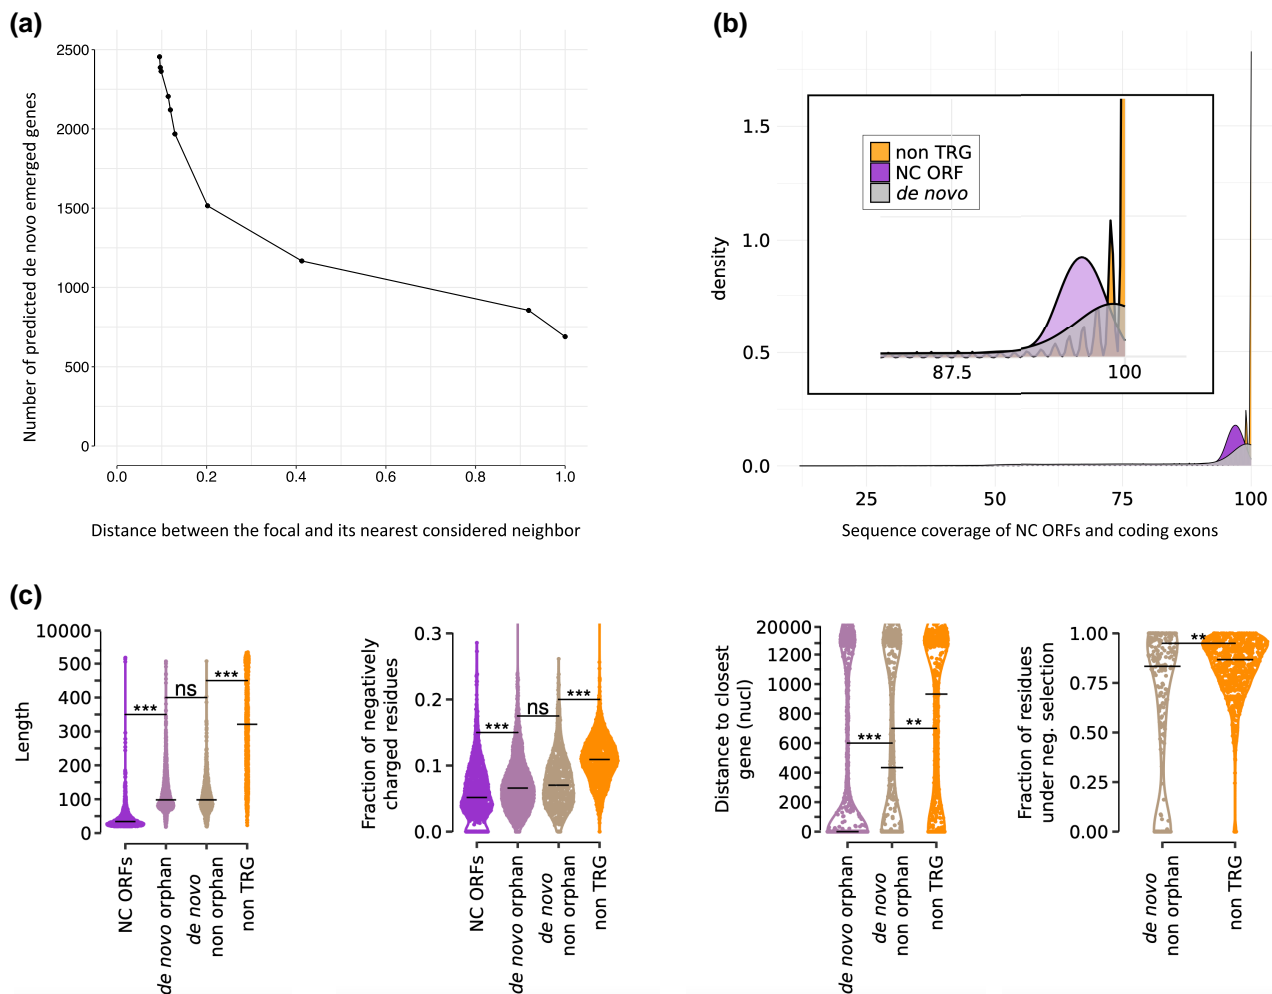 (a)
Number of predicted de novo emerged genes
2500
2000
1500
1000
500
0
0.0 0.2 0.4 0.6 0.8 1.0
Distance between the focal and its nearest considered neighbor
(b)
density
1.5
1.0
0.5
0.0
non TRG
NC ORF
de novo
87.5 100
25 50 75 100
Sequence coverage of NC ORFs and coding exons
(c)
Length
10000
500
400
300
200
100
0
***
ns
***
NC ORFs
de novo orphan
de novo
non orphan
non TRG
Fraction of negatively
charged residues
0.3
0.2
0.1
0.0
***
ns
***
NC ORFs
de novo orphan
de novo
non orphan
non TRG
Distance to closest
gene (nucl)
20000
1200
1000
800
600
400
200
0
***
**
de novo orphan
de novo
non orphan
non TRG
Fraction of residues
under neg. selection
1.00
0.75
0.50
0.25
0.00
**
de novo
non orphan
non TRG